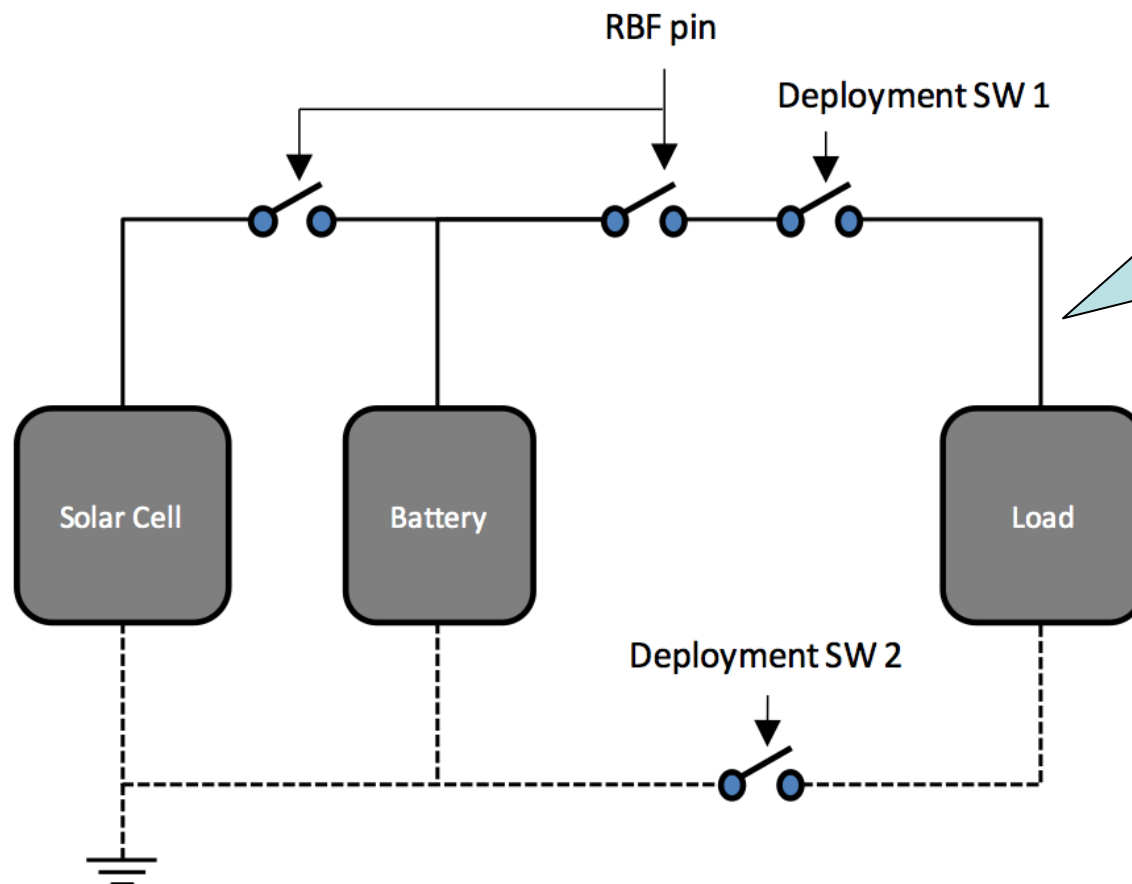 RBF pin
Deployment SW 1
Solar Cell
Battery
Load
Deployment SW 2